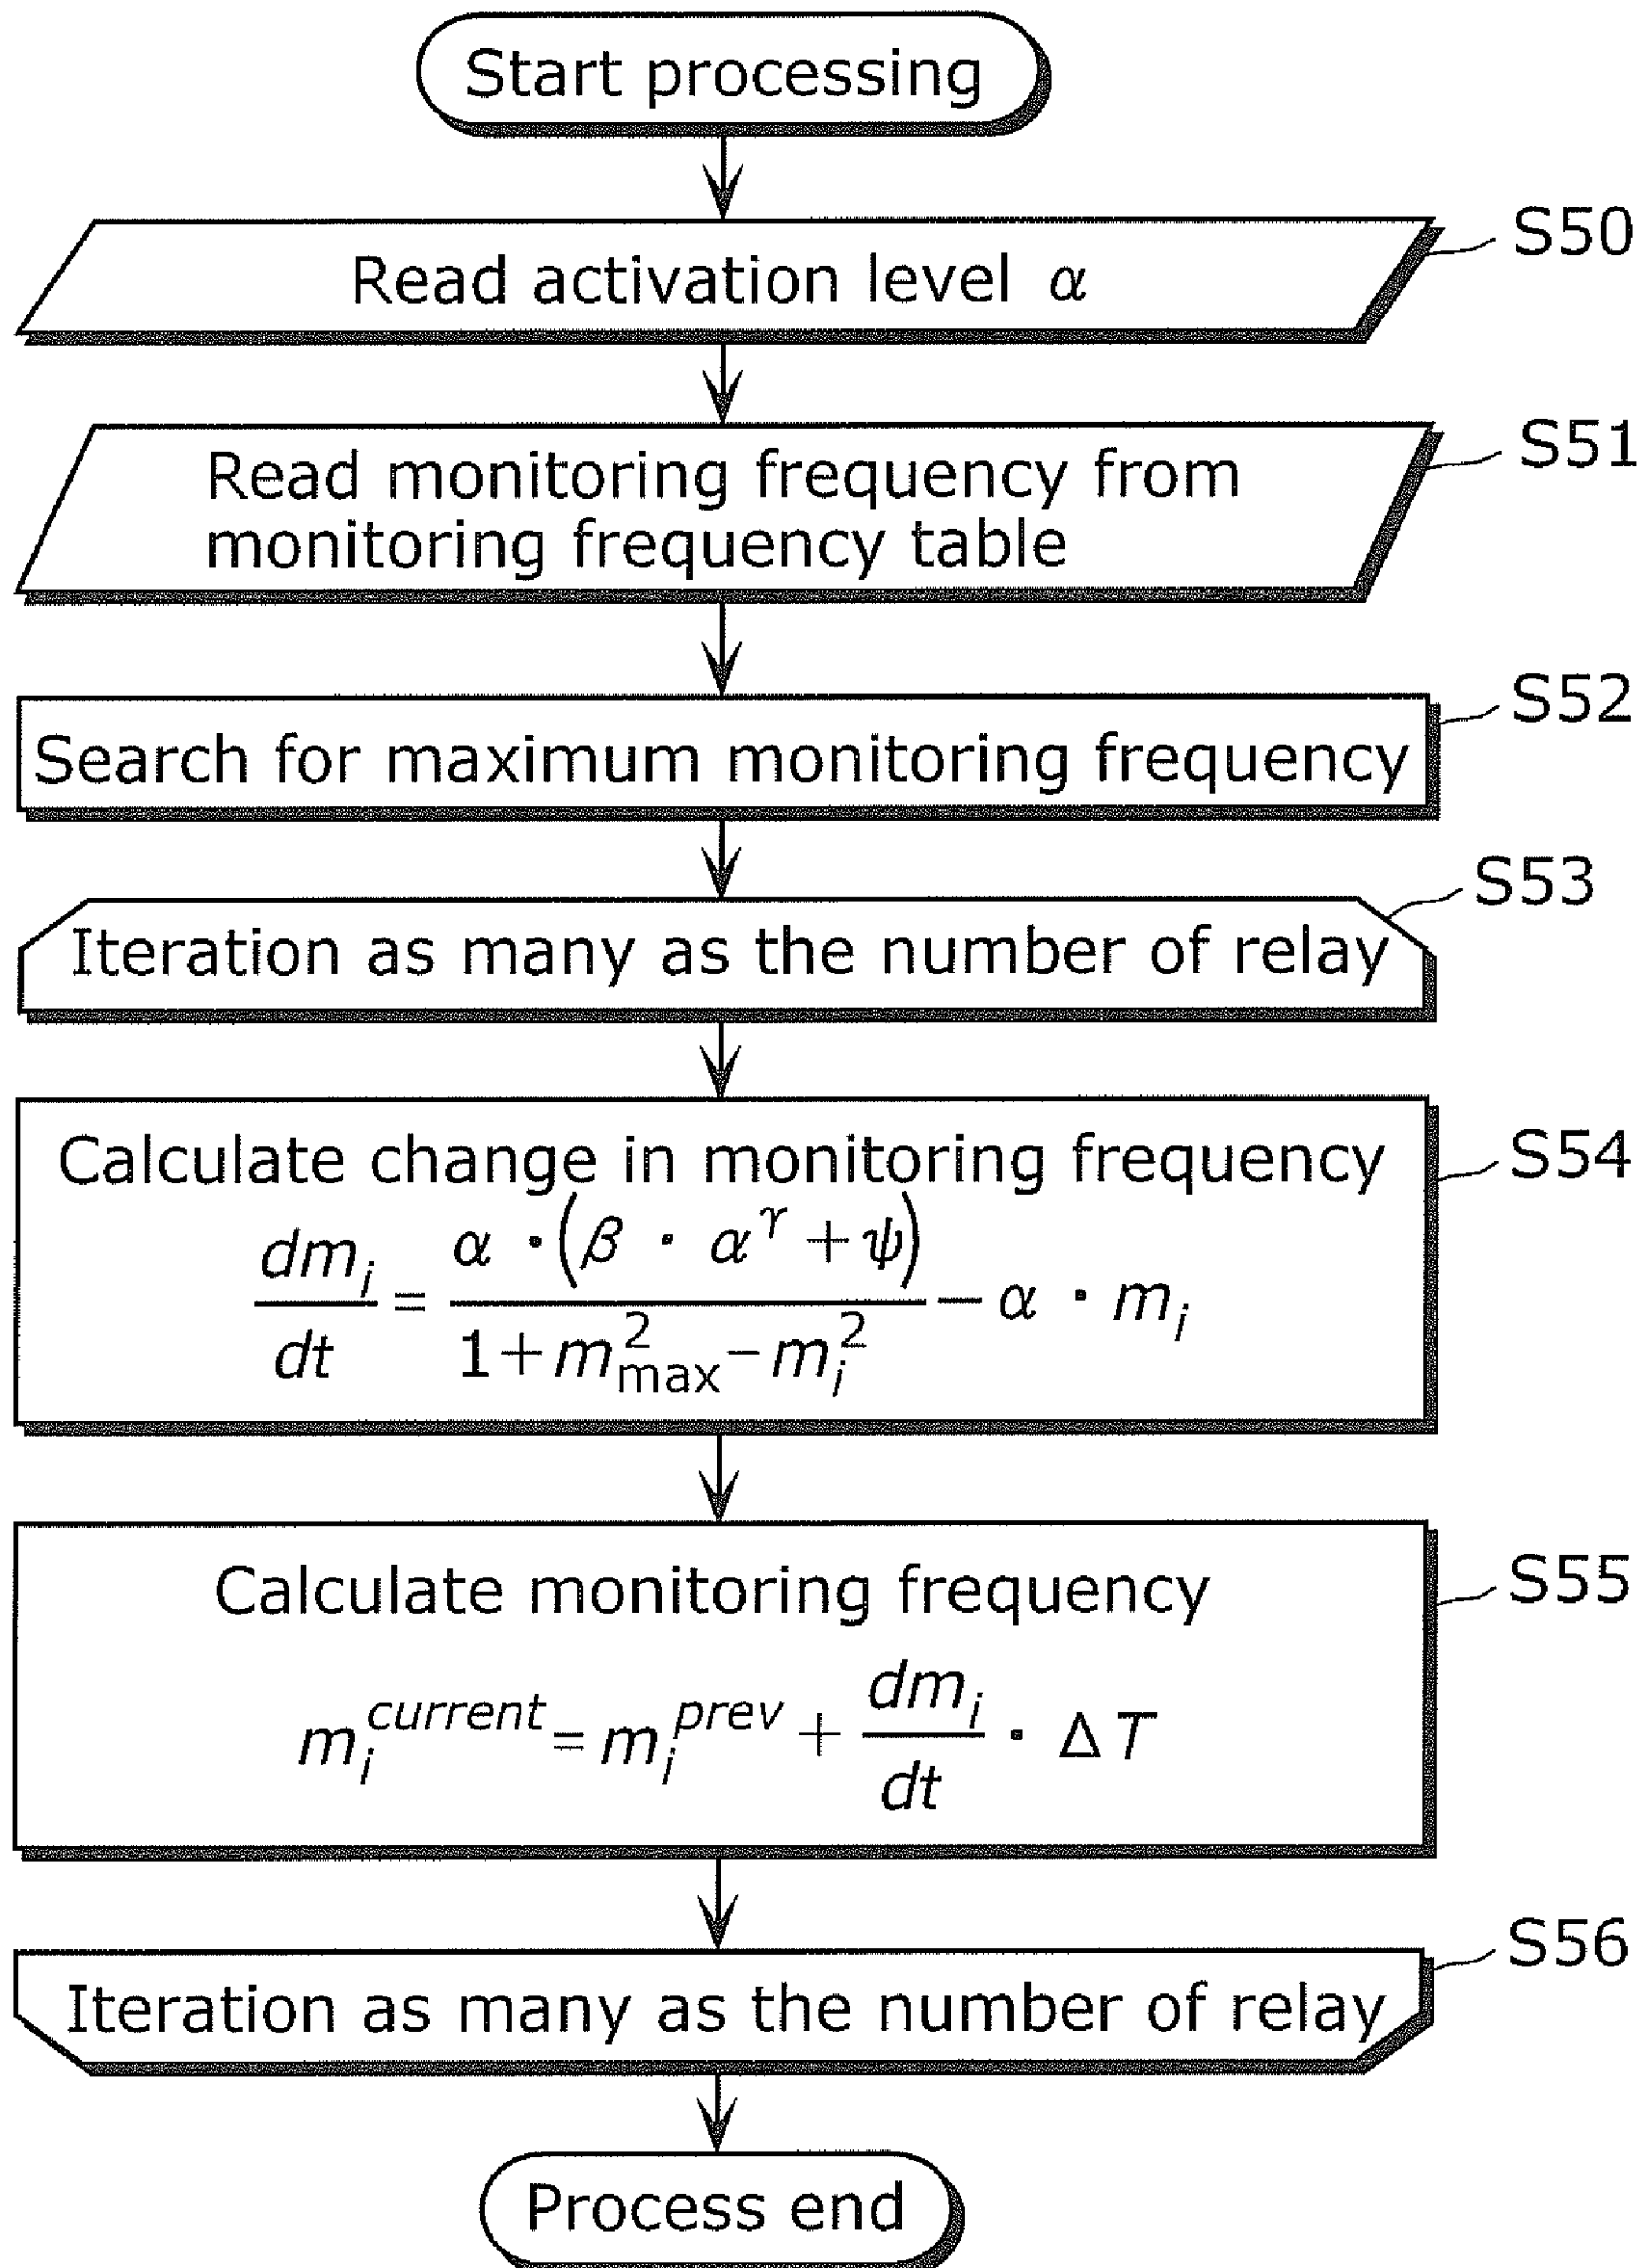 Start processing
Read activation level α
S50
Read monitoring frequency from
monitoring frequency table
S51
Search for maximum monitoring frequency
S52
Iteration as many as the number of relay
S53
Calculate change in monitoring frequency
S54
dm_i/dt = α · (β · α^γ + ψ) / (1 + m_max^2 − m_i^2) − α · m_i
Calculate monitoring frequency
S55
m_i^current = m_i^prev + dm_i/dt · ΔT
Iteration as many as the number of relay
S56
Process end